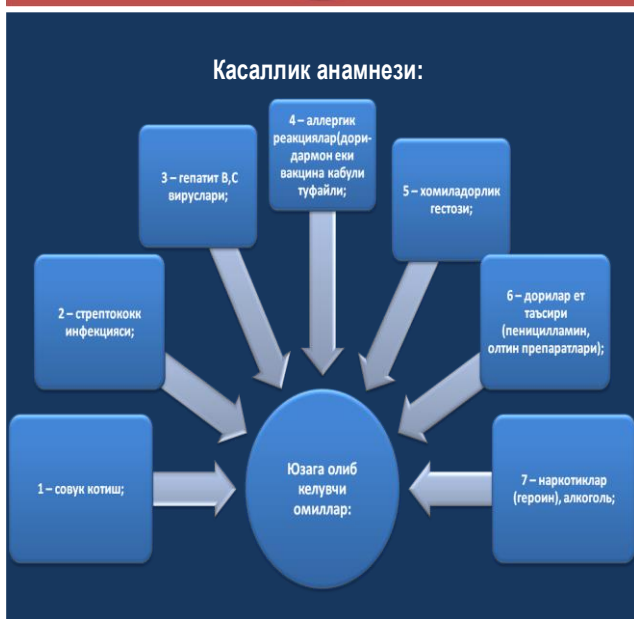 Касаллик анамнези:
1 – совук котиш;
2 – стрептококк
инфекцияси;
3 – гепатит В,С
вируслари;
4 – аллергик
реакциялар(дори-
дармон еки
вакцина кабули
туфайли;
5 – хомиладорлик
гестози;
6 – дорилар ет
таъсири
(пеницилламин,
олтин препаратлари);
7 – наркотиклар
(героин), алкоголь;
Юзага олиб
келувчи
омиллар: